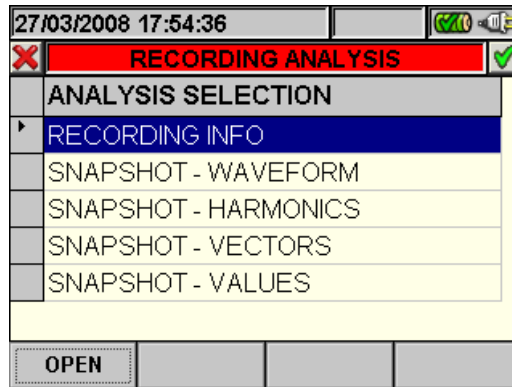 27/03/2008 17:54:36
RECORDING ANALYSIS
ANALYSIS SELECTION
RECORDING INFO
SNAPSHOT - WAVEFORM
SNAPSHOT - HARMONICS
SNAPSHOT - VECTORS
SNAPSHOT - VALUES
OPEN